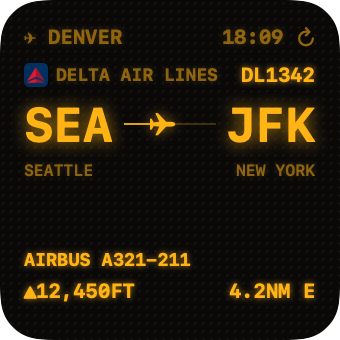 ✈ DENVER 18:09 ↻
DELTA AIR LINES DL1342
SEA JFK
SEATTLE NEW YORK
AIRBUS A321-211
▲12,450FT 4.2NM E